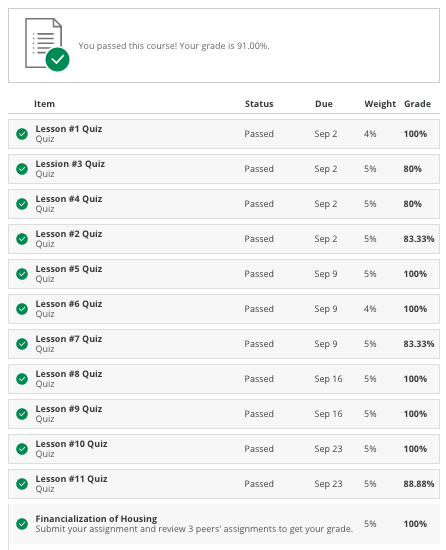 You passed this course! Your grade is 91.00%.
Item Status Due Weight Grade
Lesson #1 Quiz
Quiz Passed Sep 2 4% 100%
Lession #3 Quiz
Quiz Passed Sep 2 5% 80%
Lesson #4 Quiz
Quiz Passed Sep 2 5% 80%
Lesson #2 Quiz
Quiz Passed Sep 2 5% 83.33%
Lesson #5 Quiz
Quiz Passed Sep 9 5% 100%
Lesson #6 Quiz
Quiz Passed Sep 9 4% 100%
Lesson #7 Quiz
Quiz Passed Sep 9 5% 83.33%
Lesson #8 Quiz
Quiz Passed Sep 16 5% 100%
Lesson #9 Quiz
Quiz Passed Sep 16 5% 100%
Lesson #10 Quiz
Quiz Passed Sep 23 5% 100%
Lesson #11 Quiz
Quiz Passed Sep 23 5% 88.88%
Financialization of Housing
Submit your assignment and review 3 peers' assignments to get your grade. 5% 100%